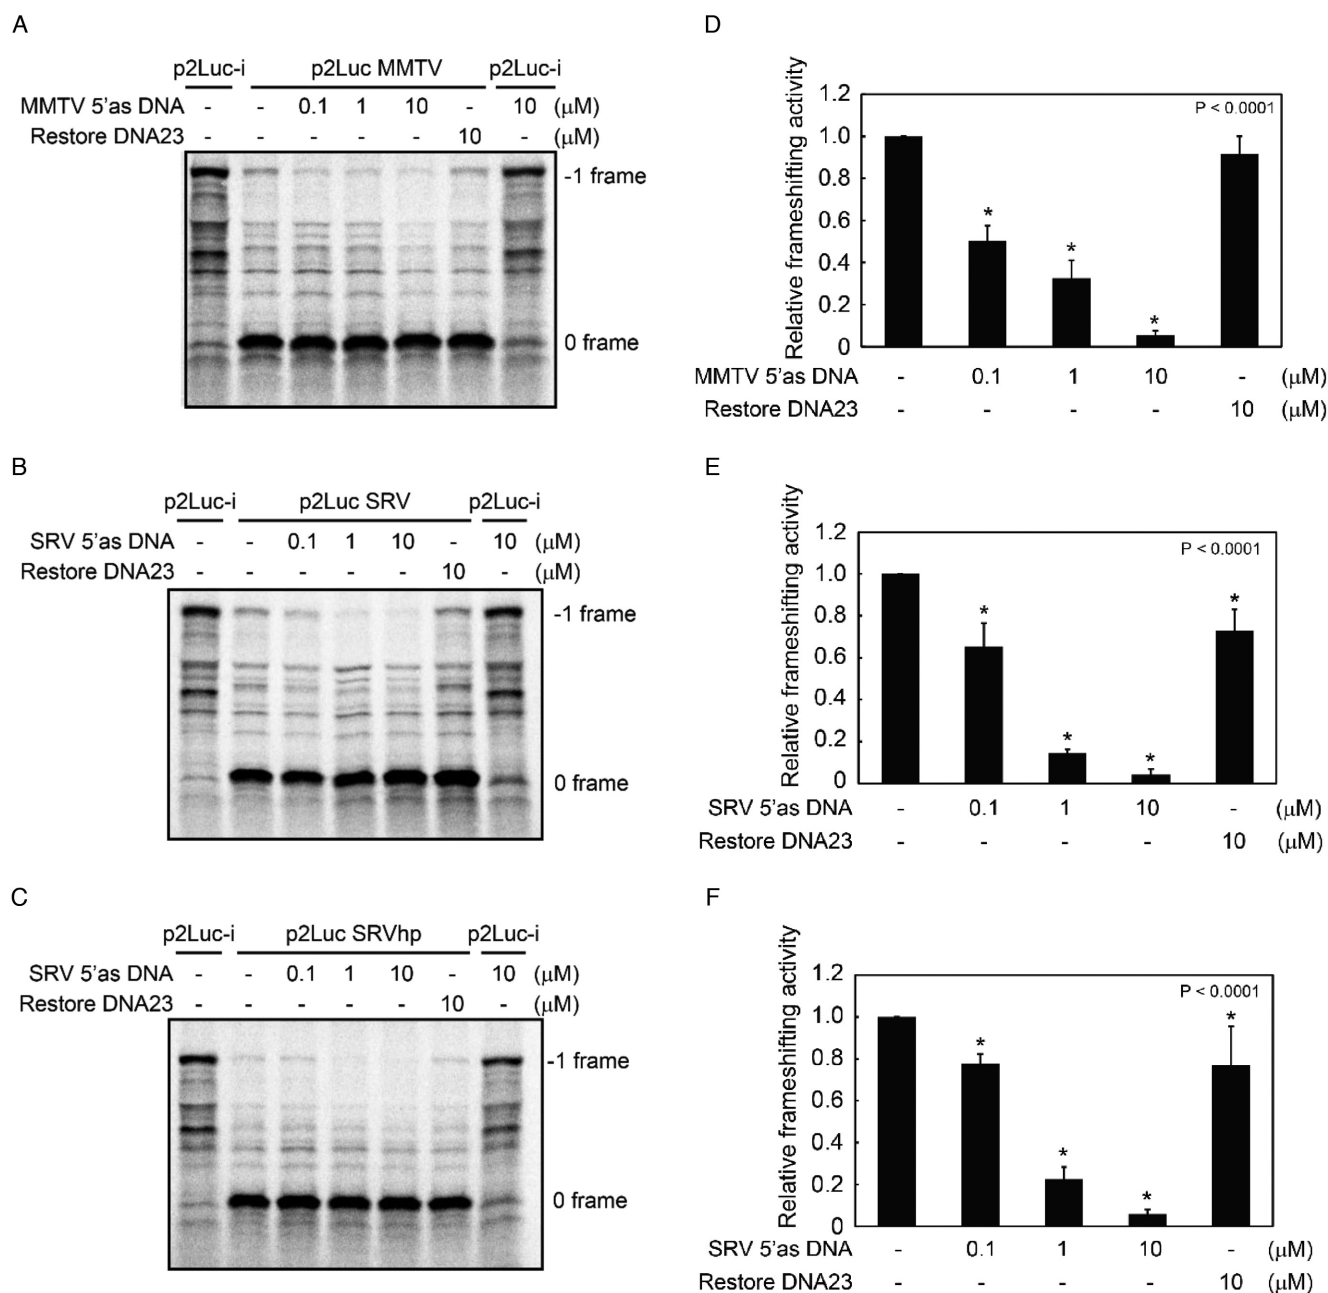 A
p2Luc-i p2Luc MMTV p2Luc-i
MMTV 5'as DNA - - 0.1 1 10 - 10 (μM)
Restore DNA23 - - - - - 10 - (μM)
-1 frame
0 frame
D
Relative frameshifting activity
1.2
1.0
0.8
0.6
0.4
0.2
0
P < 0.0001
* * *
MMTV 5'as DNA - 0.1 1 10 - (μM)
Restore DNA23 - - - - 10 (μM)
B
p2Luc-i p2Luc SRV p2Luc-i
SRV 5'as DNA - - 0.1 1 10 - 10 (μM)
Restore DNA23 - - - - - 10 - (μM)
-1 frame
0 frame
E
Relative frameshifting activity
1.2
1.0
0.8
0.6
0.4
0.2
0
P < 0.0001
* * * *
SRV 5'as DNA - 0.1 1 10 - (μM)
Restore DNA23 - - - - 10 (μM)
C
p2Luc-i p2Luc SRVhp p2Luc-i
SRV 5'as DNA - - 0.1 1 10 - 10 (μM)
Restore DNA23 - - - - - 10 - (μM)
-1 frame
0 frame
F
Relative frameshifting activity
1.2
1.0
0.8
0.6
0.4
0.2
0
P < 0.0001
* * * *
SRV 5'as DNA - 0.1 1 10 - (μM)
Restore DNA23 - - - - 10 (μM)